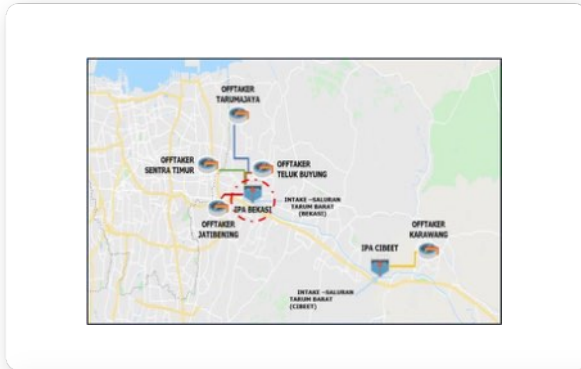 OFFTAKER
TARUMAJAYA
OFFTAKER
SENTRA TIMUR
OFFTAKER
TELUK BUYUNG
IPA BEKASI
INTAKE -SALURAN
TARUM BARAT
(BEKASI)
OFFTAKER
JATIBENING
OFFTAKER
KARAWANG
IPA CIBEET
INTAKE -SALURAN
TARUM BARAT
(CIBEET)